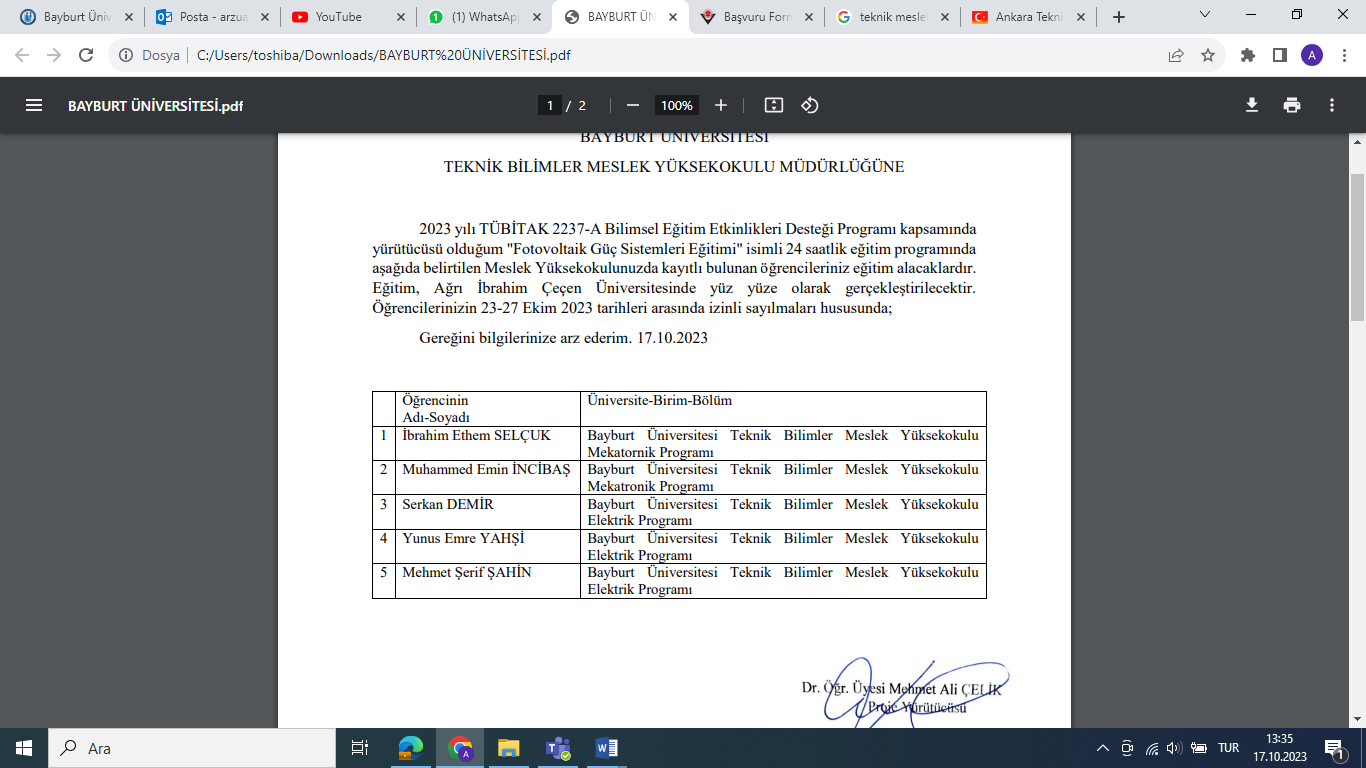 Bayburt Üniv
Posta - arzua
YouTube
(1) WhatsApp
BAYBURT ÜN
Başvuru Form
teknik mesle
Ankara Tekni
Dosya
C:/Users/toshiba/Downloads/BAYBURT%20ÜNİVERSİTESİ.pdf
A
BAYBURT ÜNİVERSİTESİ.pdf
1 / 2
100%
BAYBURT ÜNİVERSİTESİ
TEKNİK BİLİMLER MESLEK YÜKSEKOKULU MÜDÜRLÜĞÜNE
2023 yılı TÜBİTAK 2237-A Bilimsel Eğitim Etkinlikleri Desteği Programı kapsamında
yürütücüsü olduğum "Fotovoltaik Güç Sistemleri Eğitimi" isimli 24 saatlik eğitim programında
aşağıda belirtilen Meslek Yüksekokulunuzda kayıtlı bulunan öğrencileriniz eğitim alacaklardır.
Eğitim, Ağrı İbrahim Çeçen Üniversitesinde yüz yüze olarak gerçekleştirilecektir.
Öğrencilerinizin 23-27 Ekim 2023 tarihleri arasında izinli sayılmaları hususunda;
Gereğini bilgilerinize arz ederim. 17.10.2023
Öğrencinin
Adı-Soyadı
Üniversite-Birim-Bölüm
1 İbrahim Ethem SELÇUK Bayburt Üniversitesi Teknik Bilimler Meslek Yüksekokulu
Mekatornik Programı
2 Muhammed Emin İNCİBAŞ Bayburt Üniversitesi Teknik Bilimler Meslek Yüksekokulu
Mekatronik Programı
3 Serkan DEMİR Bayburt Üniversitesi Teknik Bilimler Meslek Yüksekokulu
Elektrik Programı
4 Yunus Emre YAHŞİ Bayburt Üniversitesi Teknik Bilimler Meslek Yüksekokulu
Elektrik Programı
5 Mehmet Şerif ŞAHİN Bayburt Üniversitesi Teknik Bilimler Meslek Yüksekokulu
Elektrik Programı
Dr. Öğr. Üyesi Mehmet Ali ÇELİK
Proje Yürütücüsü
Ara
A
TUR
13:35
17.10.2023
1